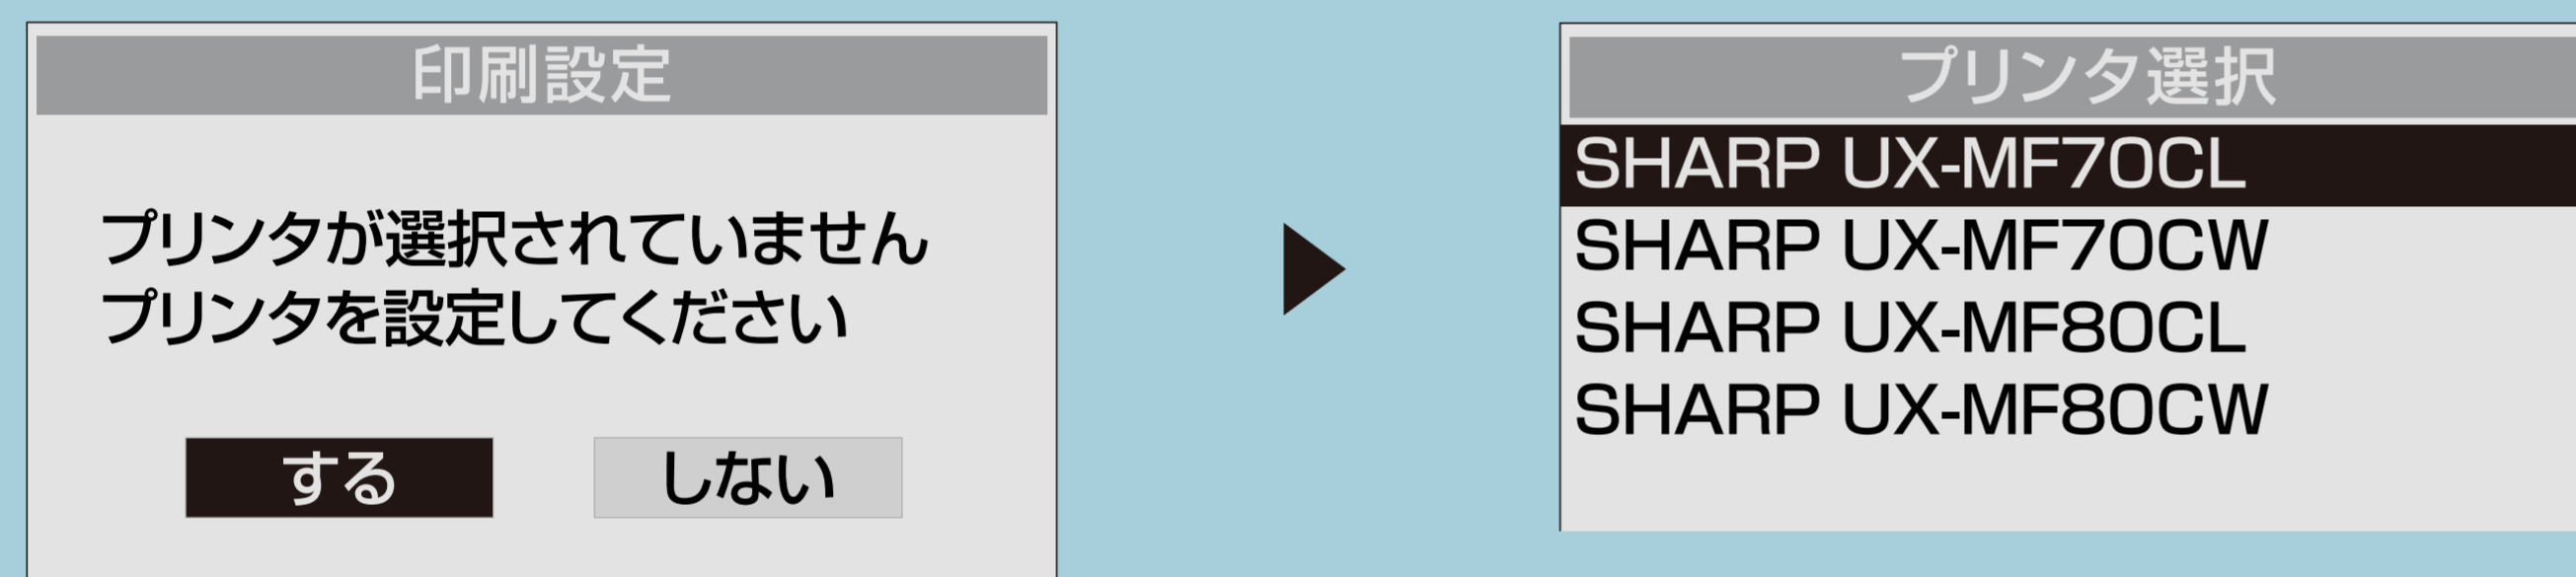 印刷設定
プリンタが選択されていません
プリンタを設定してください
する
しない
プリンタ選択
SHARP UX-MF70CL
SHARP UX-MF70CW
SHARP UX-MF80CL
SHARP UX-MF80CW